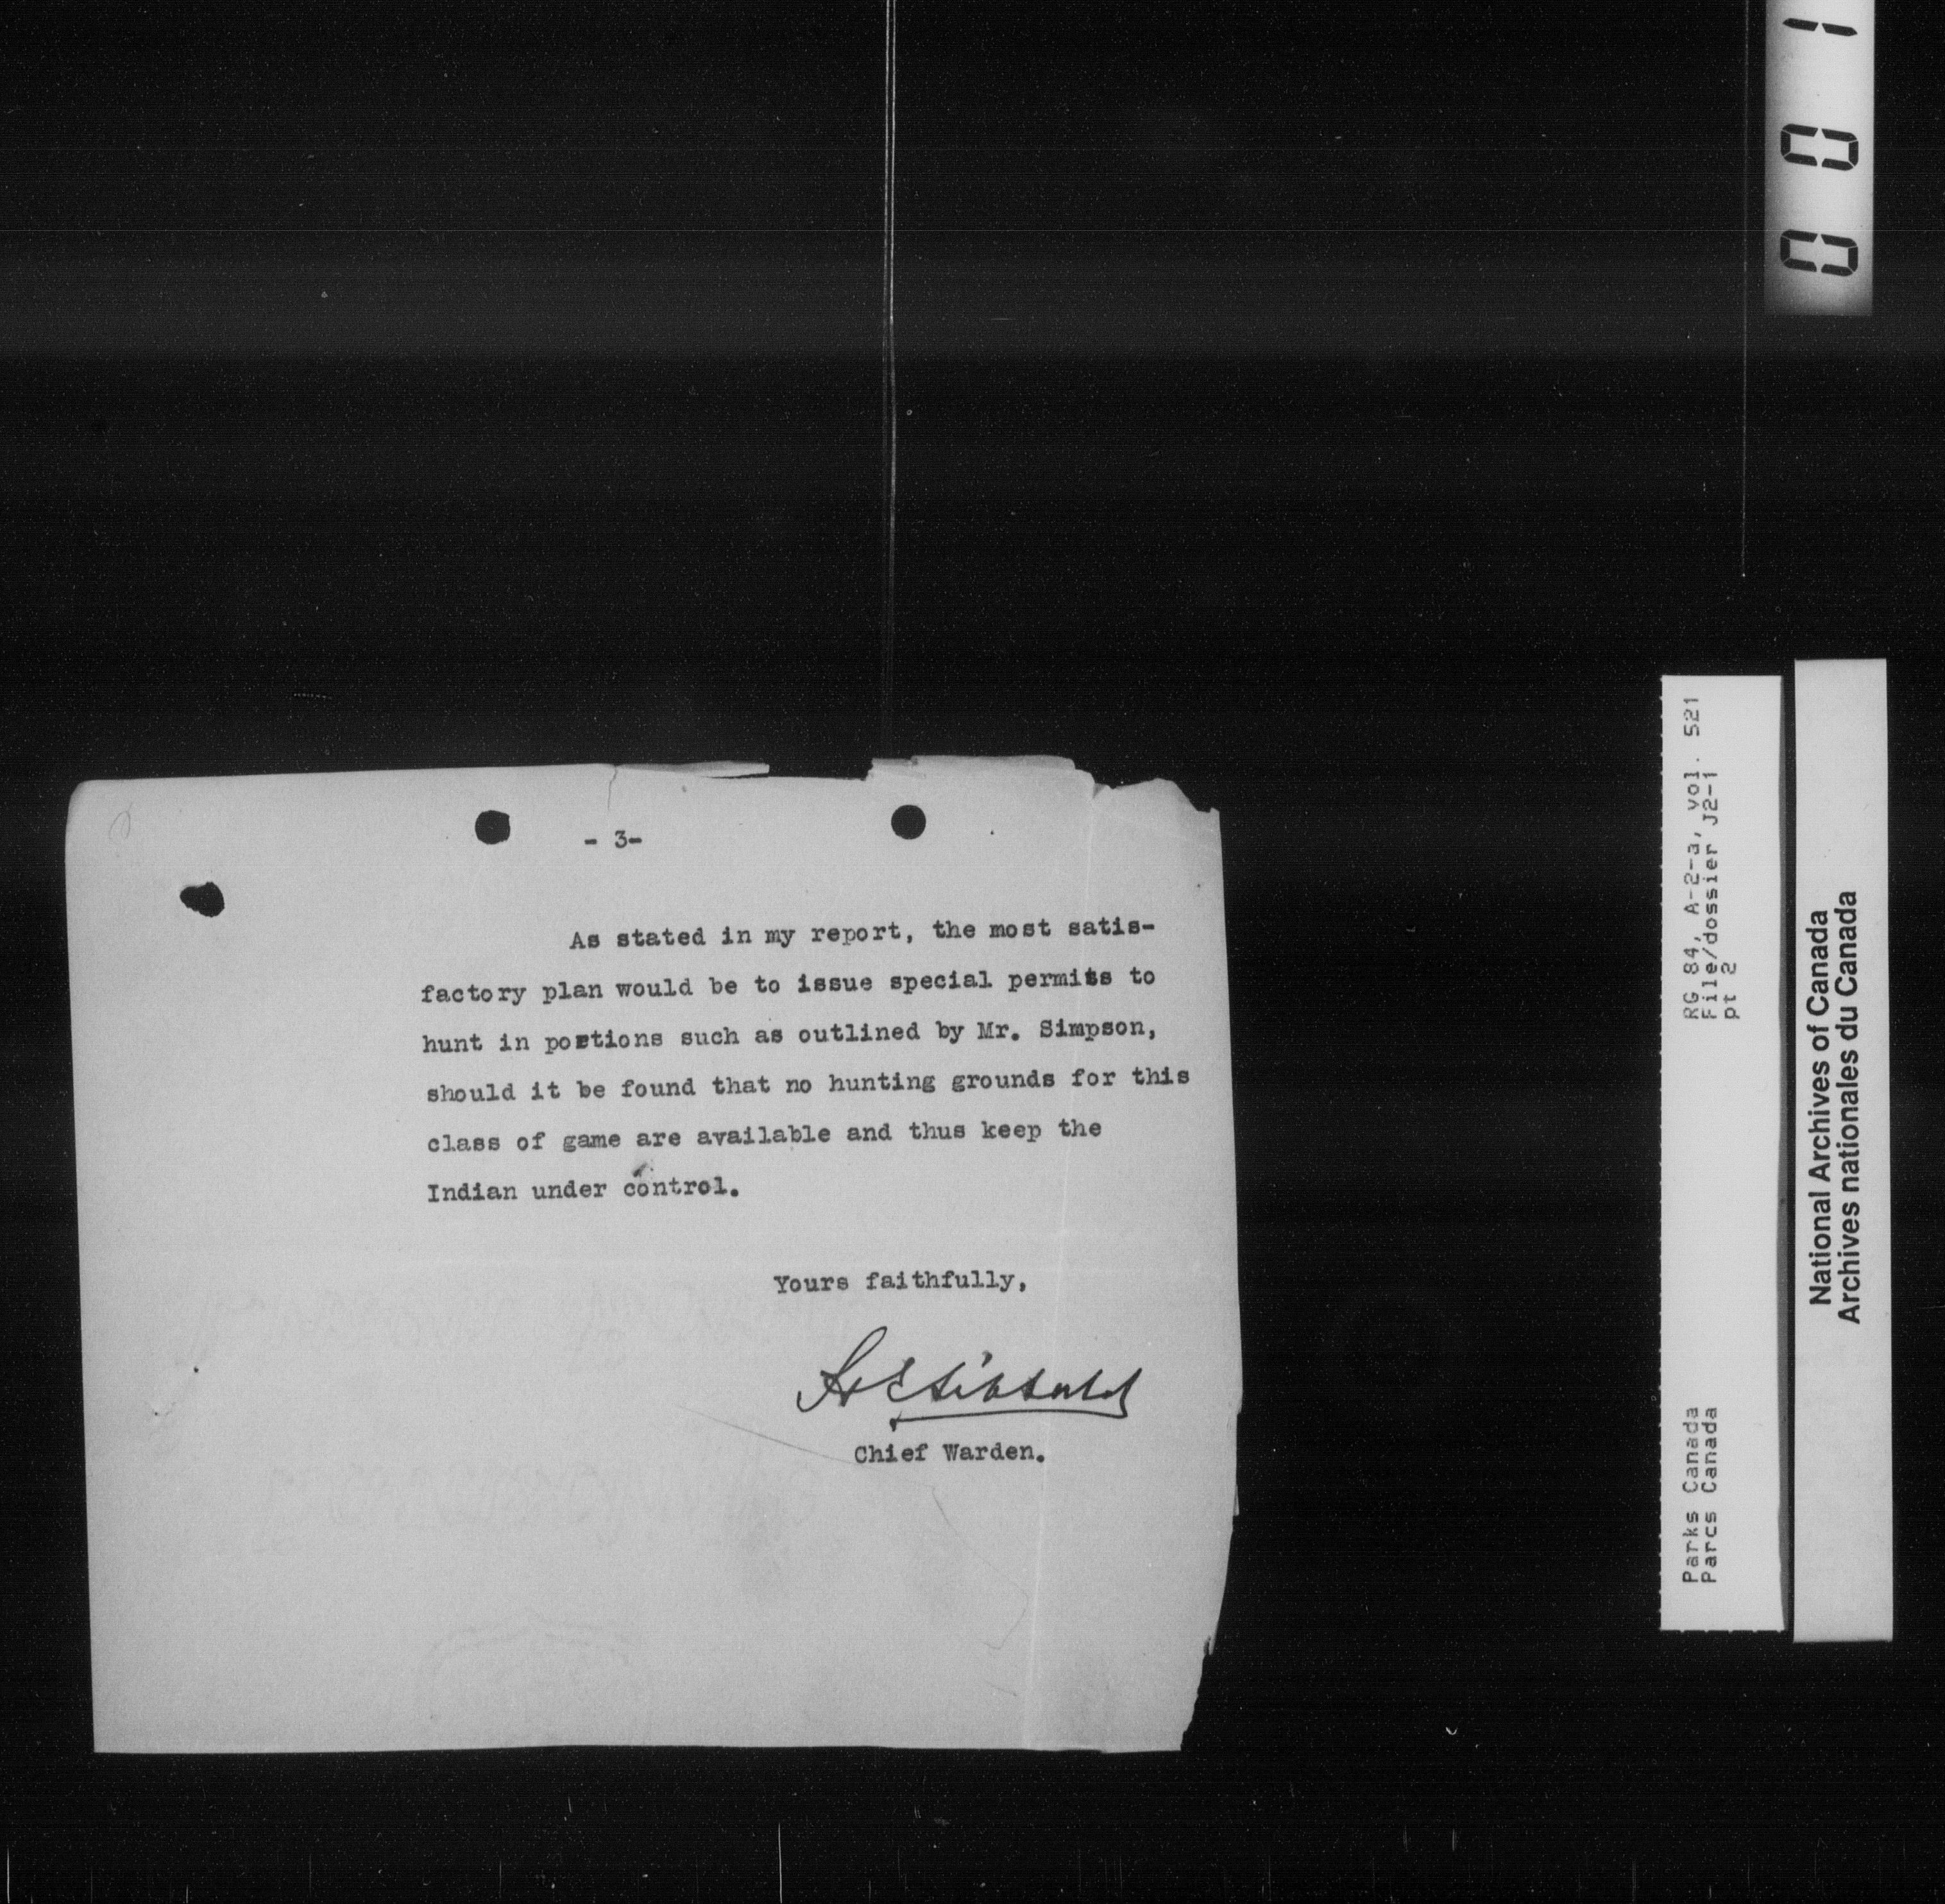 - 3-
As stated in my report, the most satis-
factory plan would be to issue special permits to
hunt in portions such as outlined by Mr. Simpson,
should it be found that no hunting grounds for this
class of game are available and thus keep the
Indian under control.
Yours faithfully,
Chief Warden.
001
RG 84, A-2-a, vol. 521
File/dossier J2-1
pt 2
Parks Canada
Parcs Canada
National Archives of Canada
Archives nationales du Canada